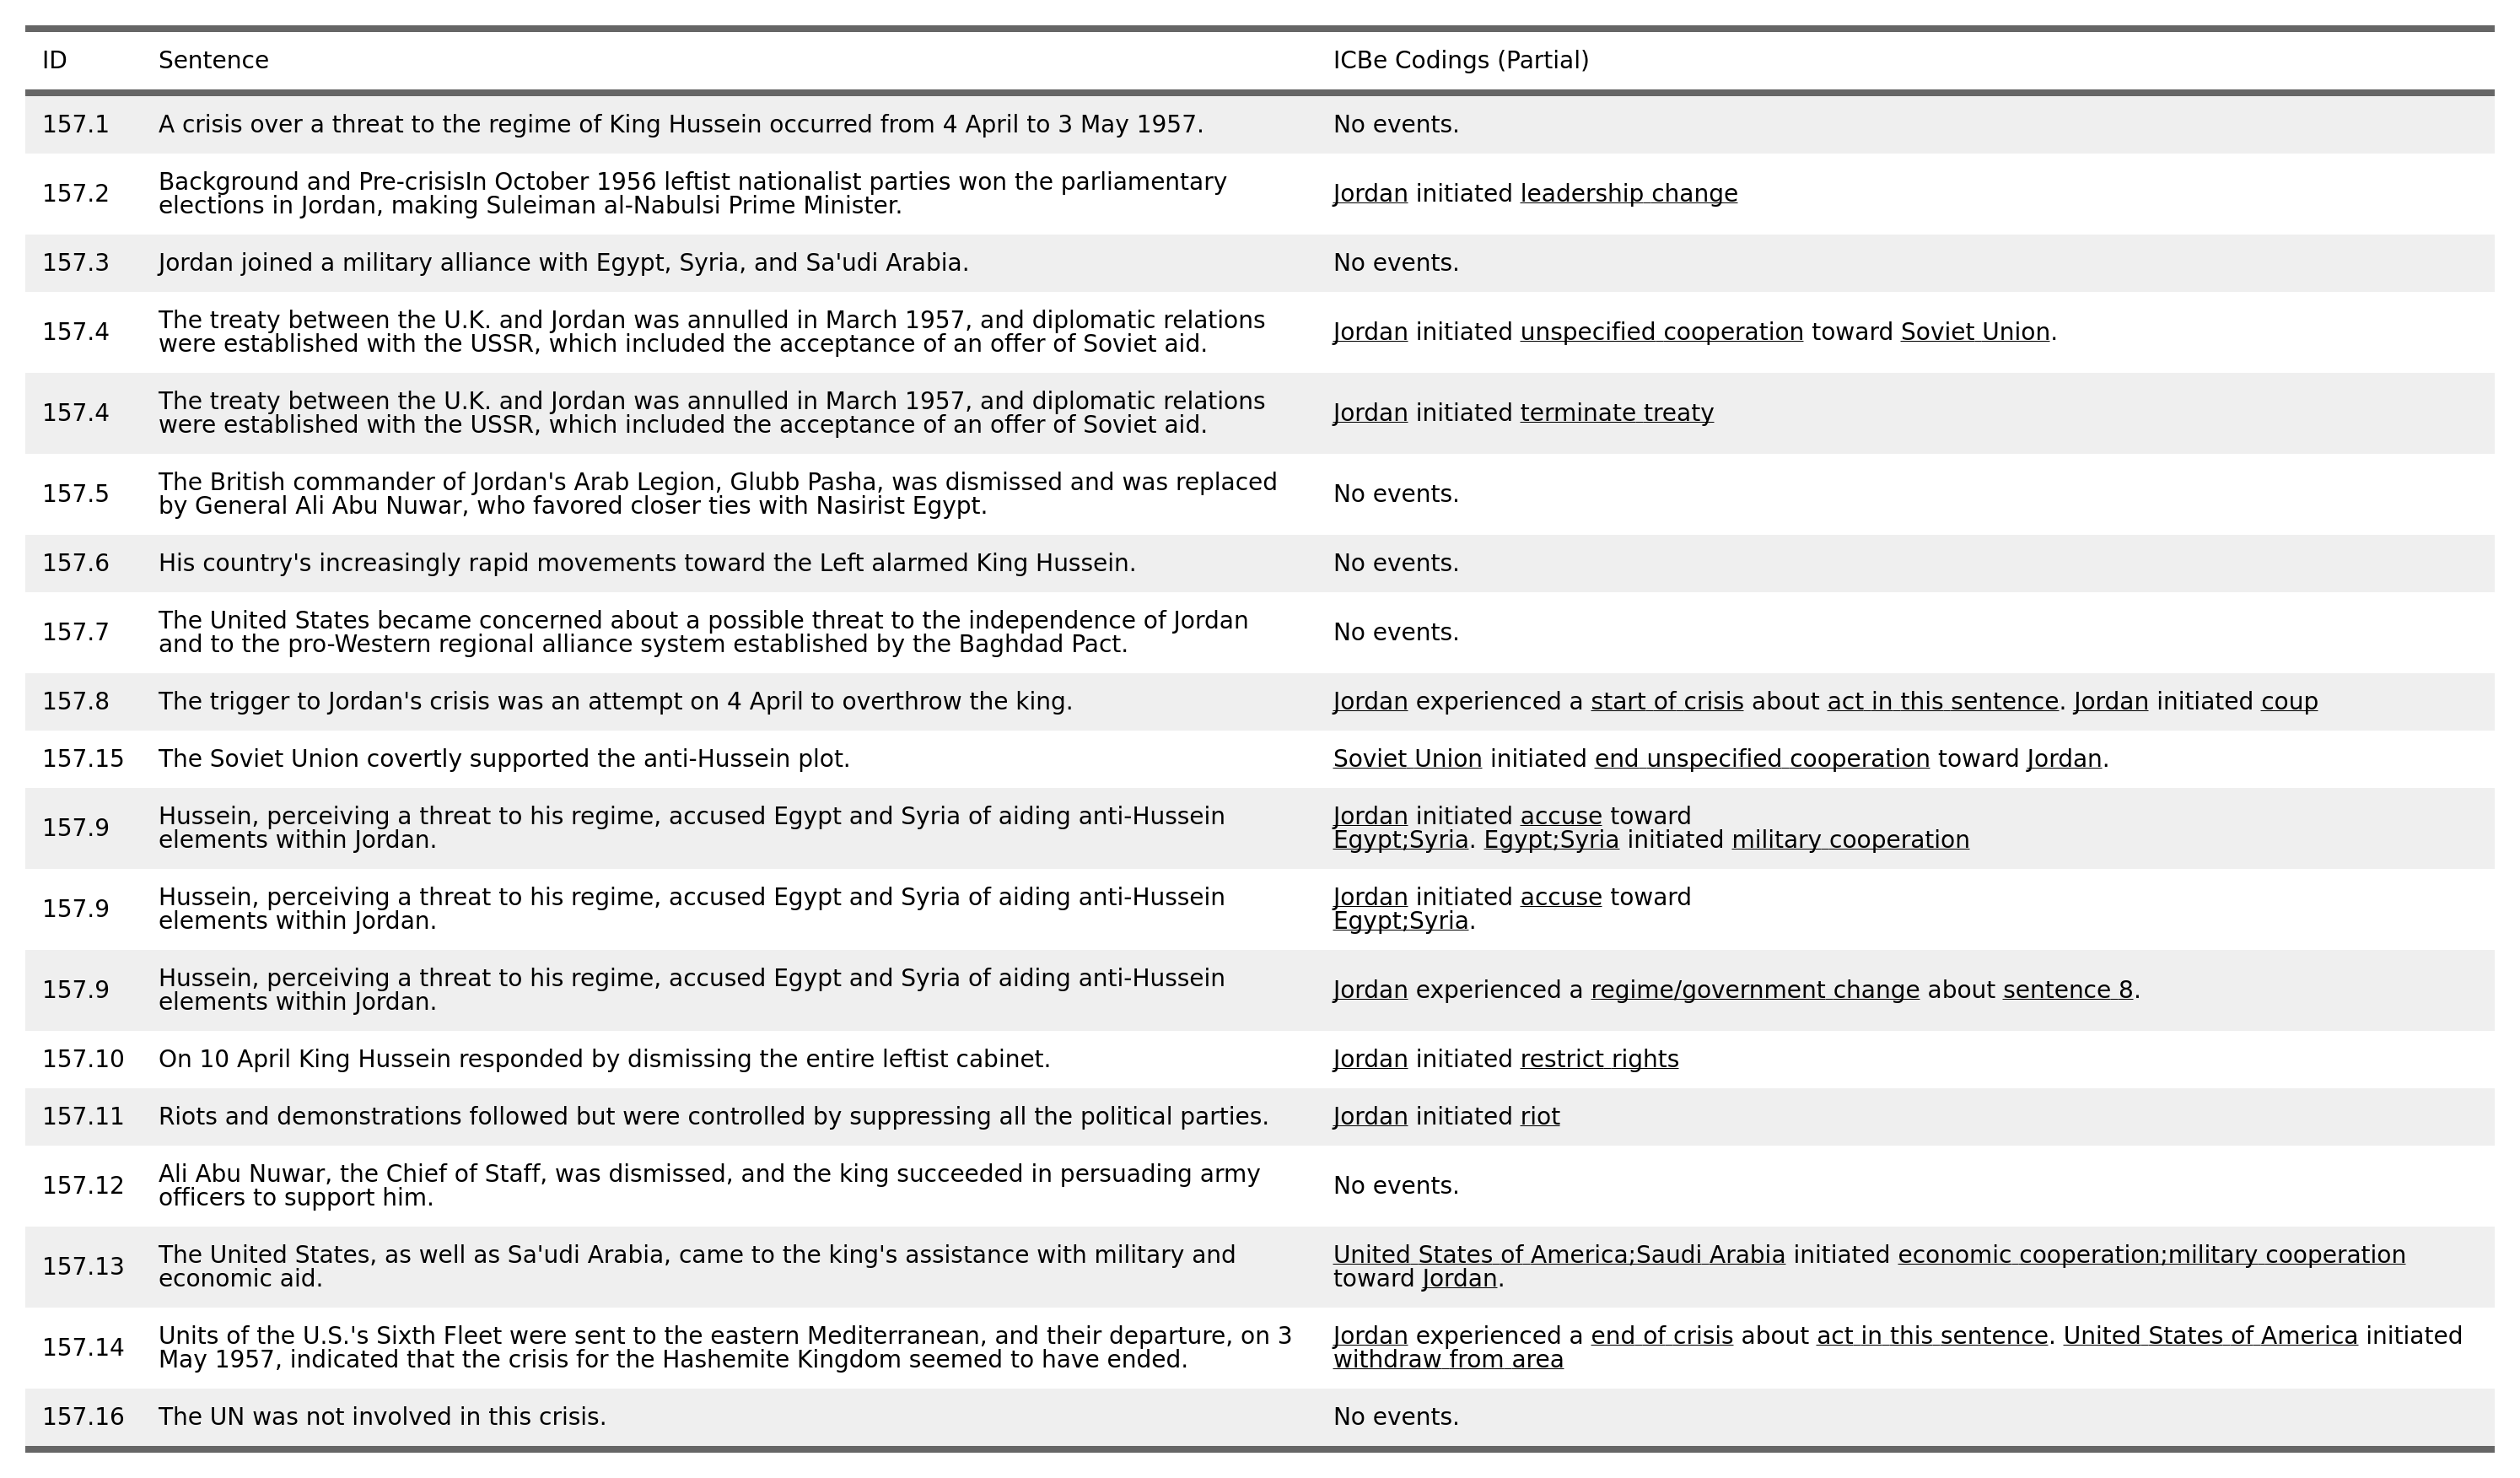 ID Sentence ICBe Codings (Partial)
157.1 A crisis over a threat to the regime of King Hussein occurred from 4 April to 3 May 1957. No events.
157.2 Background and Pre-crisisIn October 1956 leftist nationalist parties won the parliamentary
elections in Jordan, making Suleiman al-Nabulsi Prime Minister. Jordan initiated leadership change
157.3 Jordan joined a military alliance with Egypt, Syria, and Sa'udi Arabia. No events.
157.4 The treaty between the U.K. and Jordan was annulled in March 1957, and diplomatic relations
were established with the USSR, which included the acceptance of an offer of Soviet aid. Jordan initiated unspecified cooperation toward Soviet Union.
157.4 The treaty between the U.K. and Jordan was annulled in March 1957, and diplomatic relations
were established with the USSR, which included the acceptance of an offer of Soviet aid. Jordan initiated terminate treaty
157.5 The British commander of Jordan's Arab Legion, Glubb Pasha, was dismissed and was replaced
by General Ali Abu Nuwar, who favored closer ties with Nasirist Egypt. No events.
157.6 His country's increasingly rapid movements toward the Left alarmed King Hussein. No events.
157.7 The United States became concerned about a possible threat to the independence of Jordan
and to the pro-Western regional alliance system established by the Baghdad Pact. No events.
157.8 The trigger to Jordan's crisis was an attempt on 4 April to overthrow the king. Jordan experienced a start of crisis about act in this sentence. Jordan initiated coup
157.15 The Soviet Union covertly supported the anti-Hussein plot. Soviet Union initiated end unspecified cooperation toward Jordan.
157.9 Hussein, perceiving a threat to his regime, accused Egypt and Syria of aiding anti-Hussein
elements within Jordan. Jordan initiated accuse toward
Egypt;Syria. Egypt;Syria initiated military cooperation
157.9 Hussein, perceiving a threat to his regime, accused Egypt and Syria of aiding anti-Hussein
elements within Jordan. Jordan initiated accuse toward
Egypt;Syria.
157.9 Hussein, perceiving a threat to his regime, accused Egypt and Syria of aiding anti-Hussein
elements within Jordan. Jordan experienced a regime/government change about sentence 8.
157.10 On 10 April King Hussein responded by dismissing the entire leftist cabinet. Jordan initiated restrict rights
157.11 Riots and demonstrations followed but were controlled by suppressing all the political parties. Jordan initiated riot
157.12 Ali Abu Nuwar, the Chief of Staff, was dismissed, and the king succeeded in persuading army
officers to support him. No events.
157.13 The United States, as well as Sa'udi Arabia, came to the king's assistance with military and
economic aid. United States of America;Saudi Arabia initiated economic cooperation;military cooperation
toward Jordan.
157.14 Units of the U.S.'s Sixth Fleet were sent to the eastern Mediterranean, and their departure, on 3
May 1957, indicated that the crisis for the Hashemite Kingdom seemed to have ended. Jordan experienced a end of crisis about act in this sentence. United States of America initiated
withdraw from area
157.16 The UN was not involved in this crisis. No events.